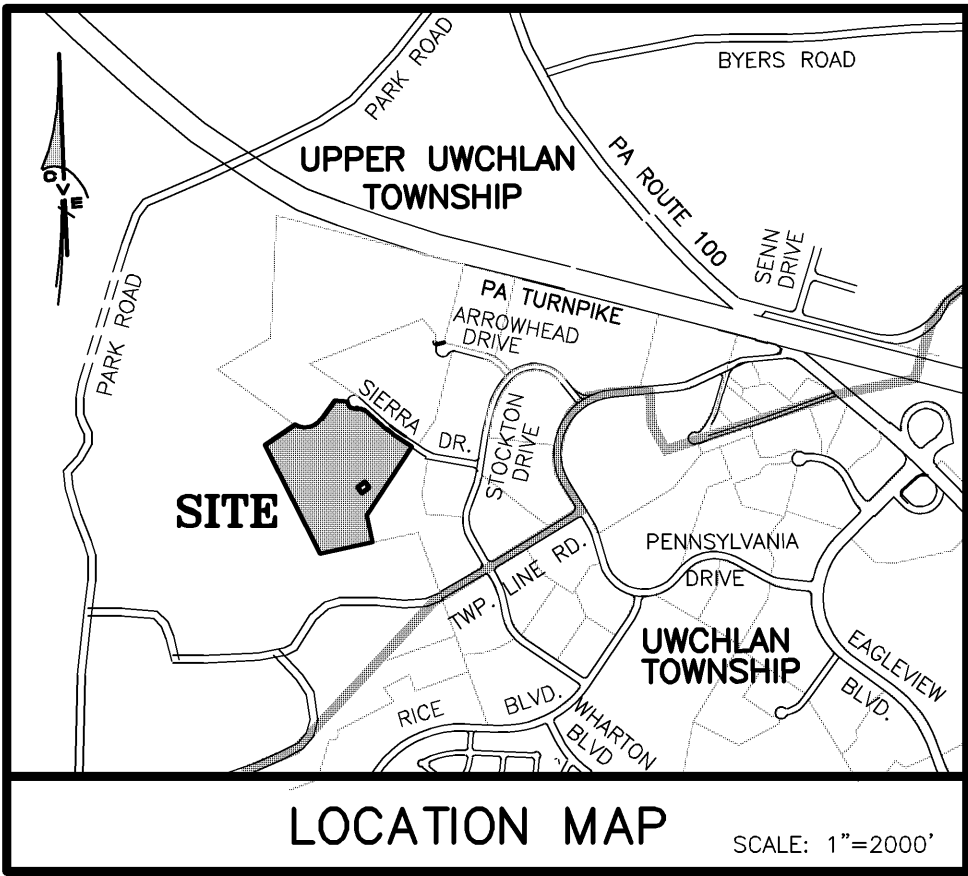 PARK ROAD
BYERS ROAD
UPPER UWCHLAN
TOWNSHIP
PA ROUTE 100
SENN
DRIVE
PARK ROAD
PA TURNPIKE
ARROWHEAD
DRIVE
SIERRA
DR.
STOCKTON
DRIVE
SITE
TWP. LINE RD.
PENNSYLVANIA
DRIVE
UWCHLAN
TOWNSHIP
EAGLEVIEW
BLVD.
RICE
BLVD.
WHARTON
BLVD
LOCATION MAP
SCALE: 1"=2000'